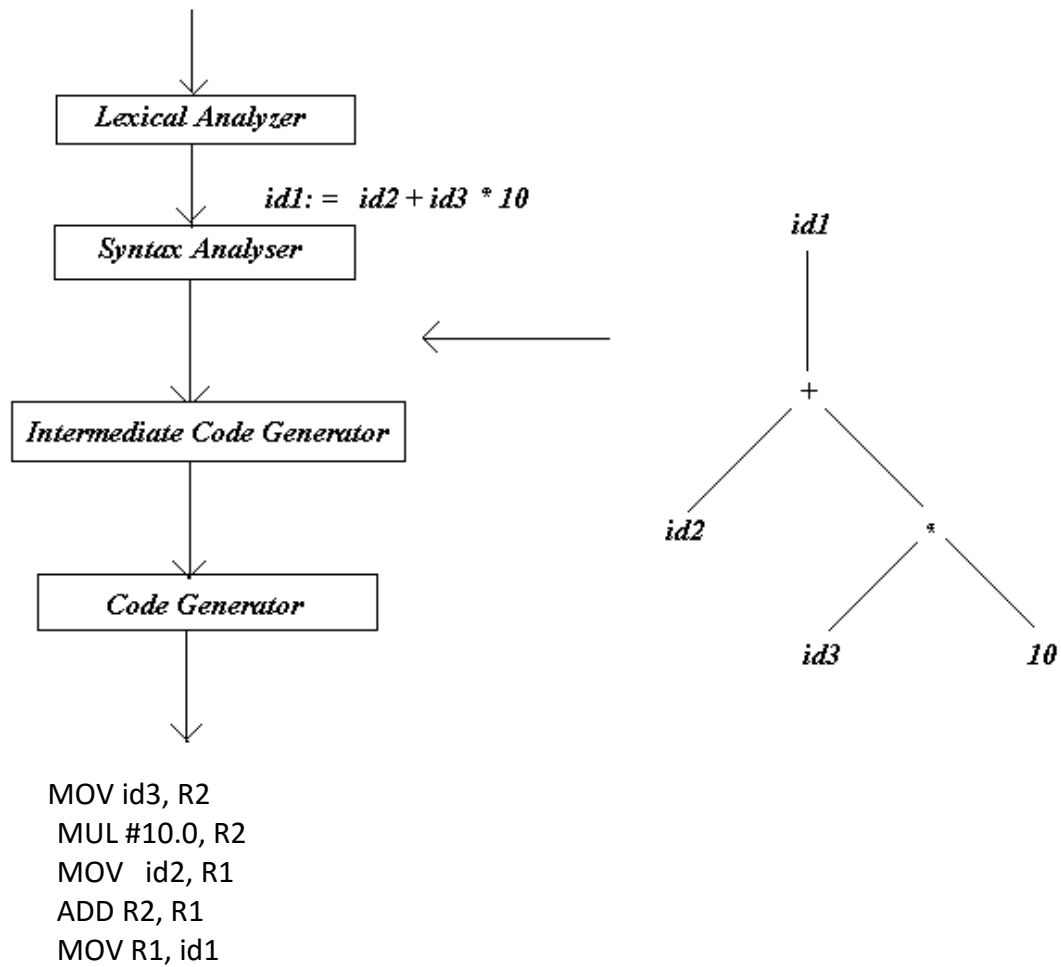 Lexical Analyzer
id1: = id2 + id3 * 10
Syntax Analyser
Intermediate Code Generator
Code Generator
MOV id3, R2
MUL #10.0, R2
MOV id2, R1
ADD R2, R1
MOV R1, id1
id1
+
id2
*
id3 10